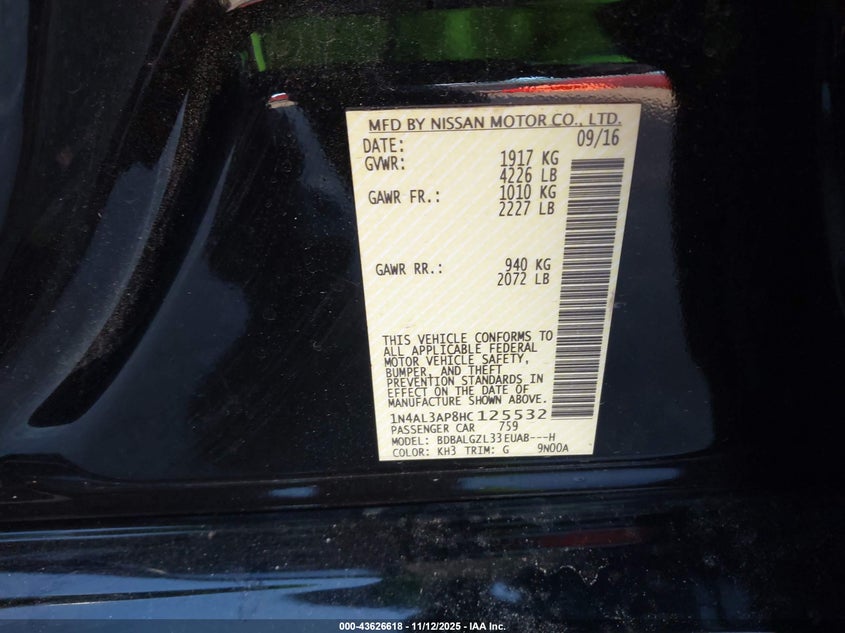 MFD BY NISSAN MOTOR CO., LTD.
DATE: 09/16
GVWR: 1917 KG
4226 LB
GAWR FR.: 1010 KG
2227 LB
GAWR RR.: 940 KG
2072 LB
THIS VEHICLE CONFORMS TO
ALL APPLICABLE FEDERAL
MOTOR VEHICLE SAFETY,
BUMPER, AND THEFT
PREVENTION STANDARDS IN
EFFECT ON THE DATE OF
MANUFACTURE SHOWN ABOVE.
1N4AL3AP8HC125532
PASSENGER CAR 759
MODEL: BDBALGZL33EUA8---H
COLOR: KH3 TRIM: G 9N00A
000-43626618 - 11/12/2025 - IAA Inc.